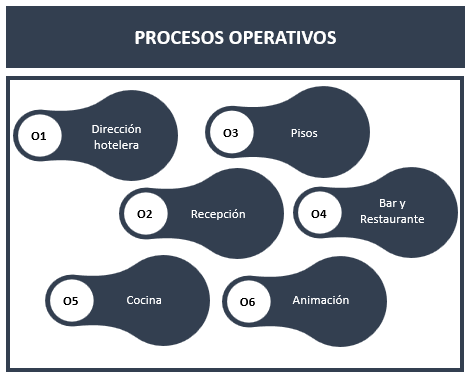 PROCESOS OPERATIVOS
O1
Dirección
hotelera
O2
Recepción
O3
Pisos
O4
Bar y
Restaurante
O5
Cocina
O6
Animación